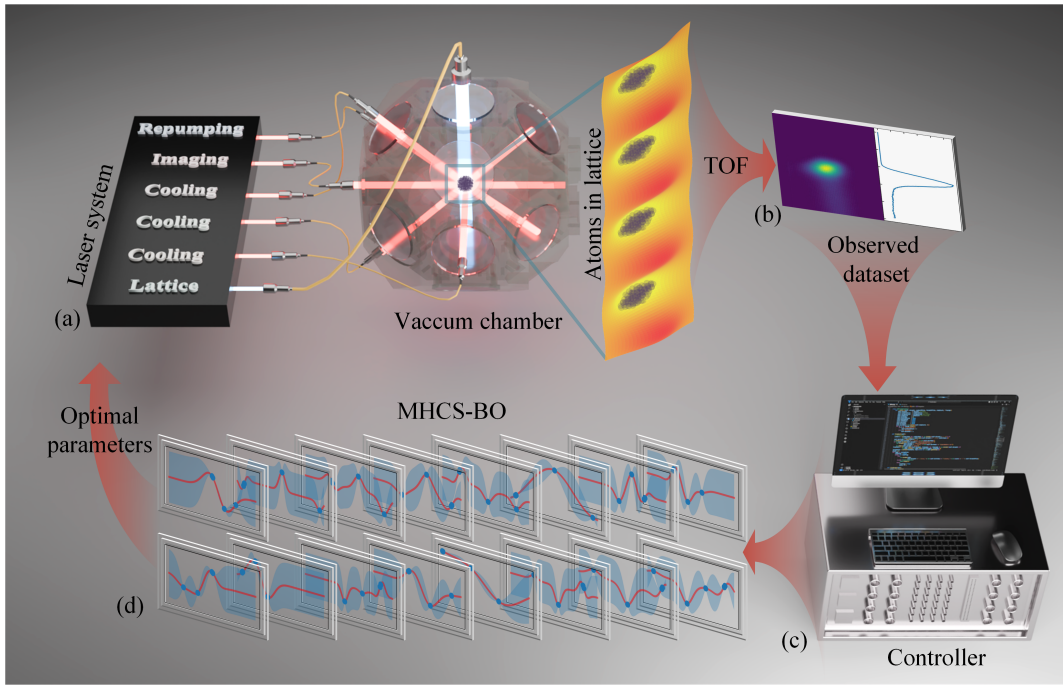 Repumping
Imaging
Cooling
Cooling
Cooling
Lattice
Laser system
(a)
Vaccum chamber
Atoms in lattice
TOF
(b)
Observed
dataset
Optimal
parameters
MHCS-BO
(d)
(c)
Controller